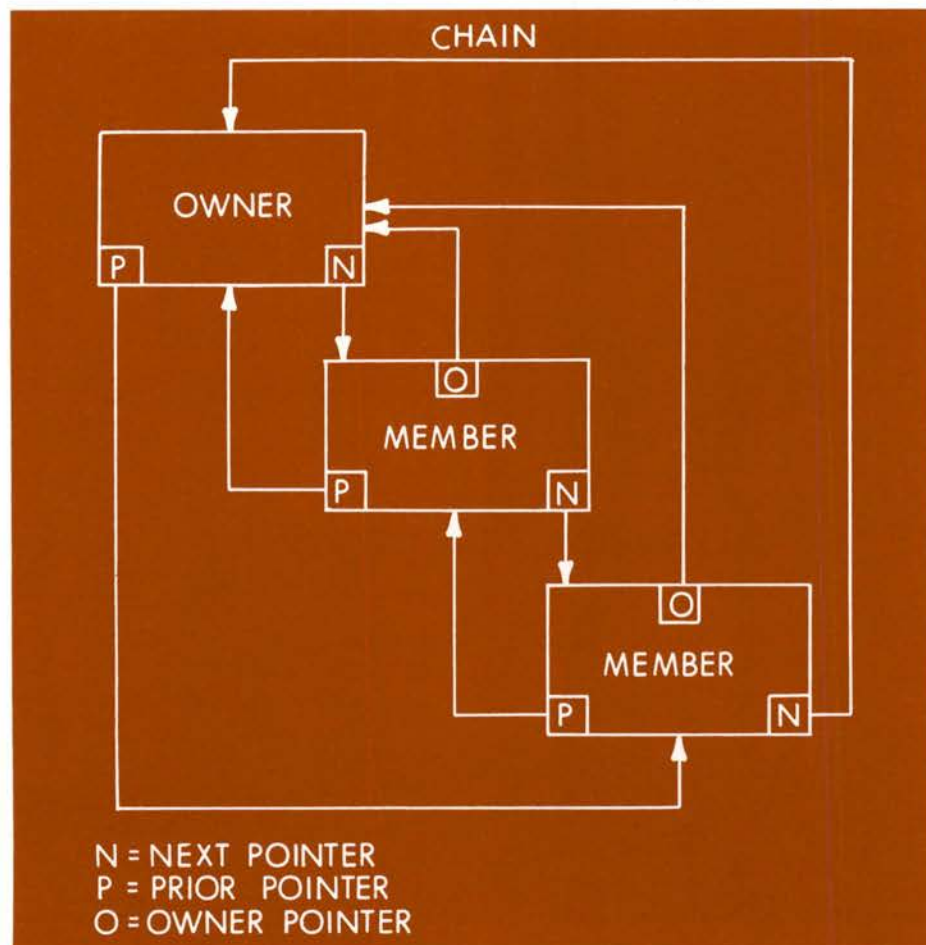 CHAIN
OWNER
P
N
O
MEMBER
P
N
O
MEMBER
P
N
N = NEXT POINTER
P = PRIOR POINTER
O = OWNER POINTER